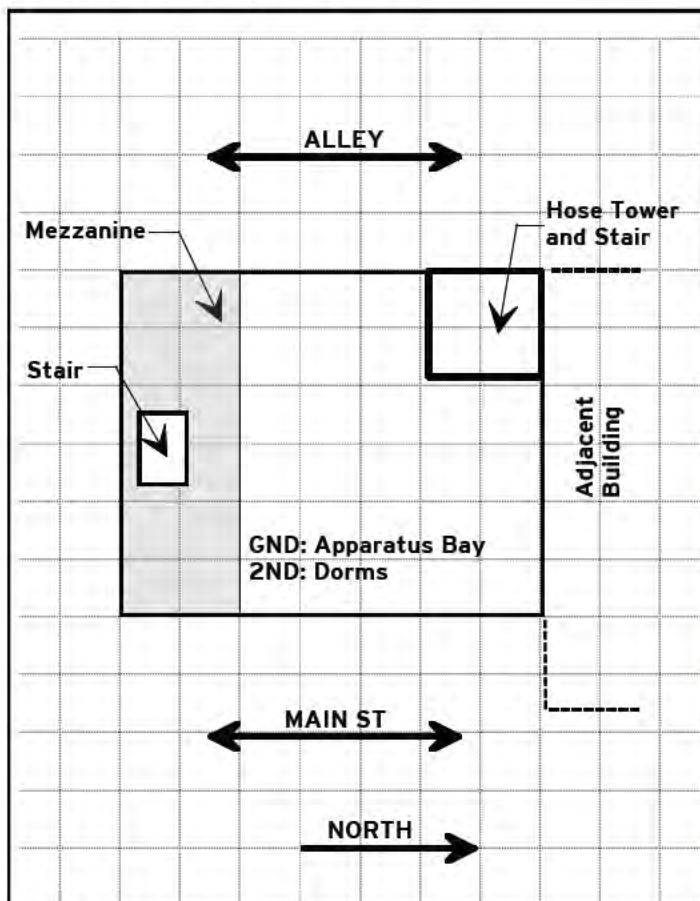 ALLEY
Mezzanine
Hose Tower
and Stair
Stair
Adjacent
Building
GND: Apparatus Bay
2ND: Dorms
MAIN ST
NORTH